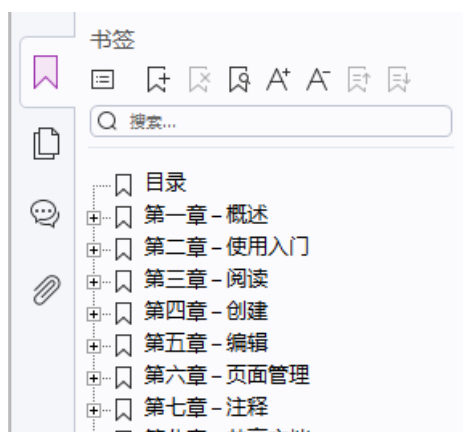 书签
搜索...
目录
第一章 – 概述
第二章 – 使用入门
第三章 – 阅读
第四章 – 创建
第五章 – 编辑
第六章 – 页面管理
第七章 – 注释